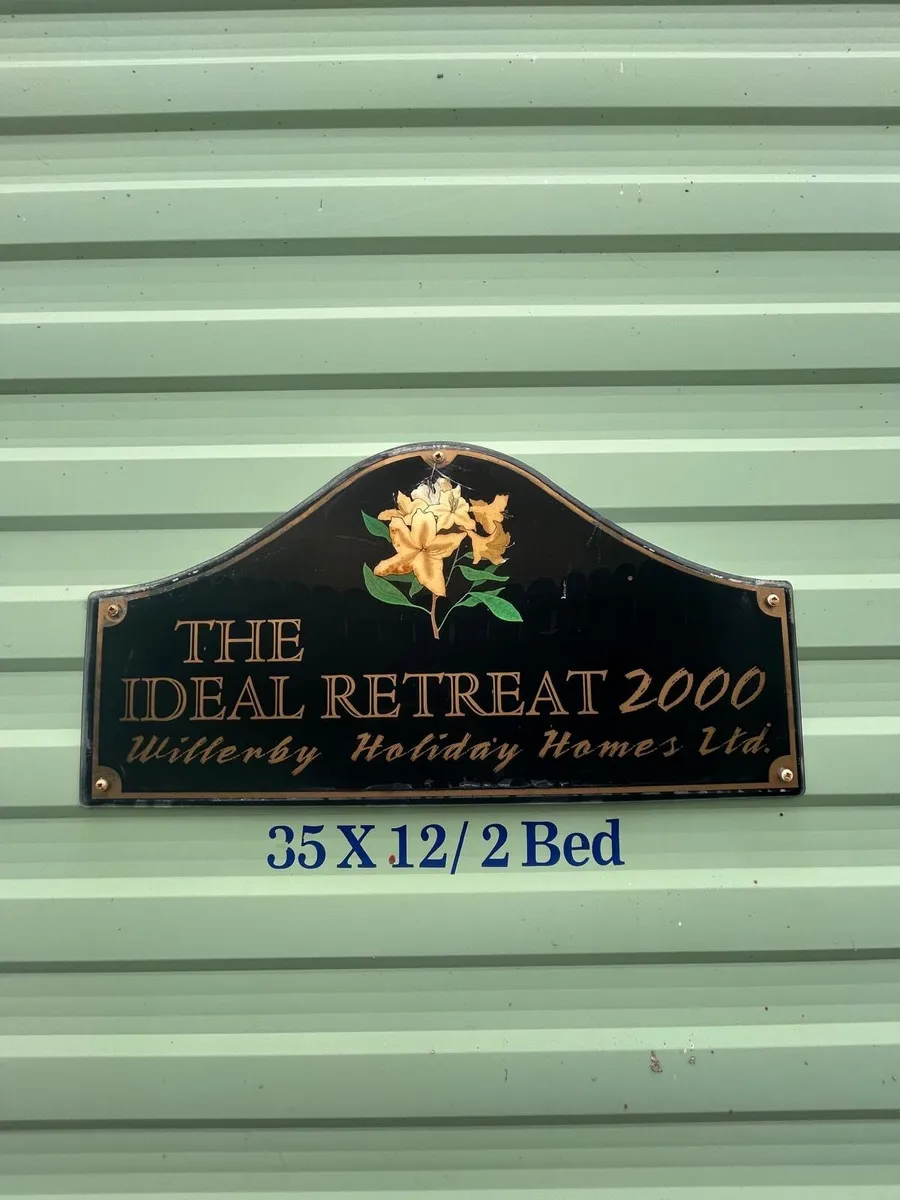 THE
IDEAL RETREAT 2000
Willerby Holiday Homes Ltd.
35 X 12/ 2 Bed